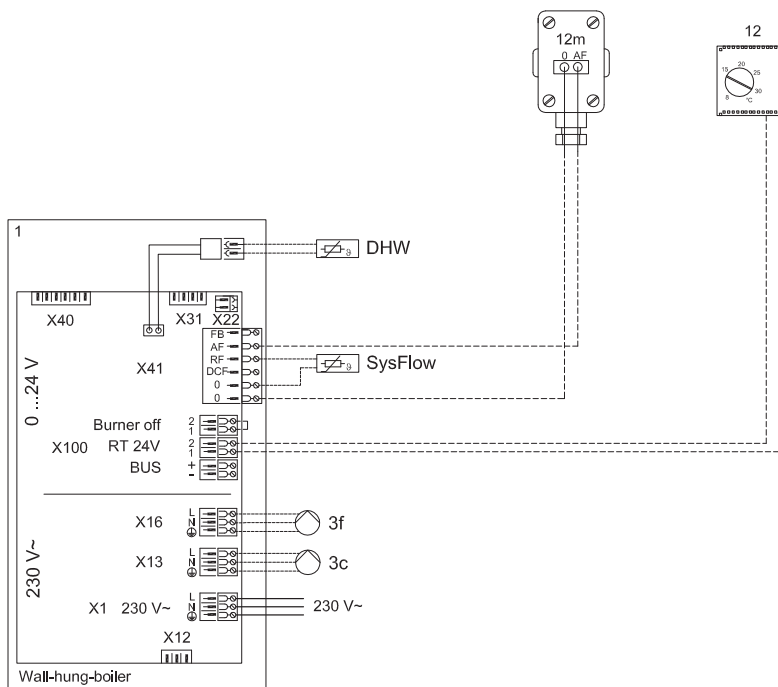 12m
0 AF
12
8 15 20 25 30
°C
1
DHW
X40
X31
X22
FB
AF
RF
DCF
0
0
X41
SysFlow
0 ...24 V
Burner off
2
1
X100
RT 24V
2
1
BUS
+
-
230 V~
X16
L
N
3f
X13
L
N
3c
X1 230 V~
L
N
230 V~
X12
Wall-hung-boiler